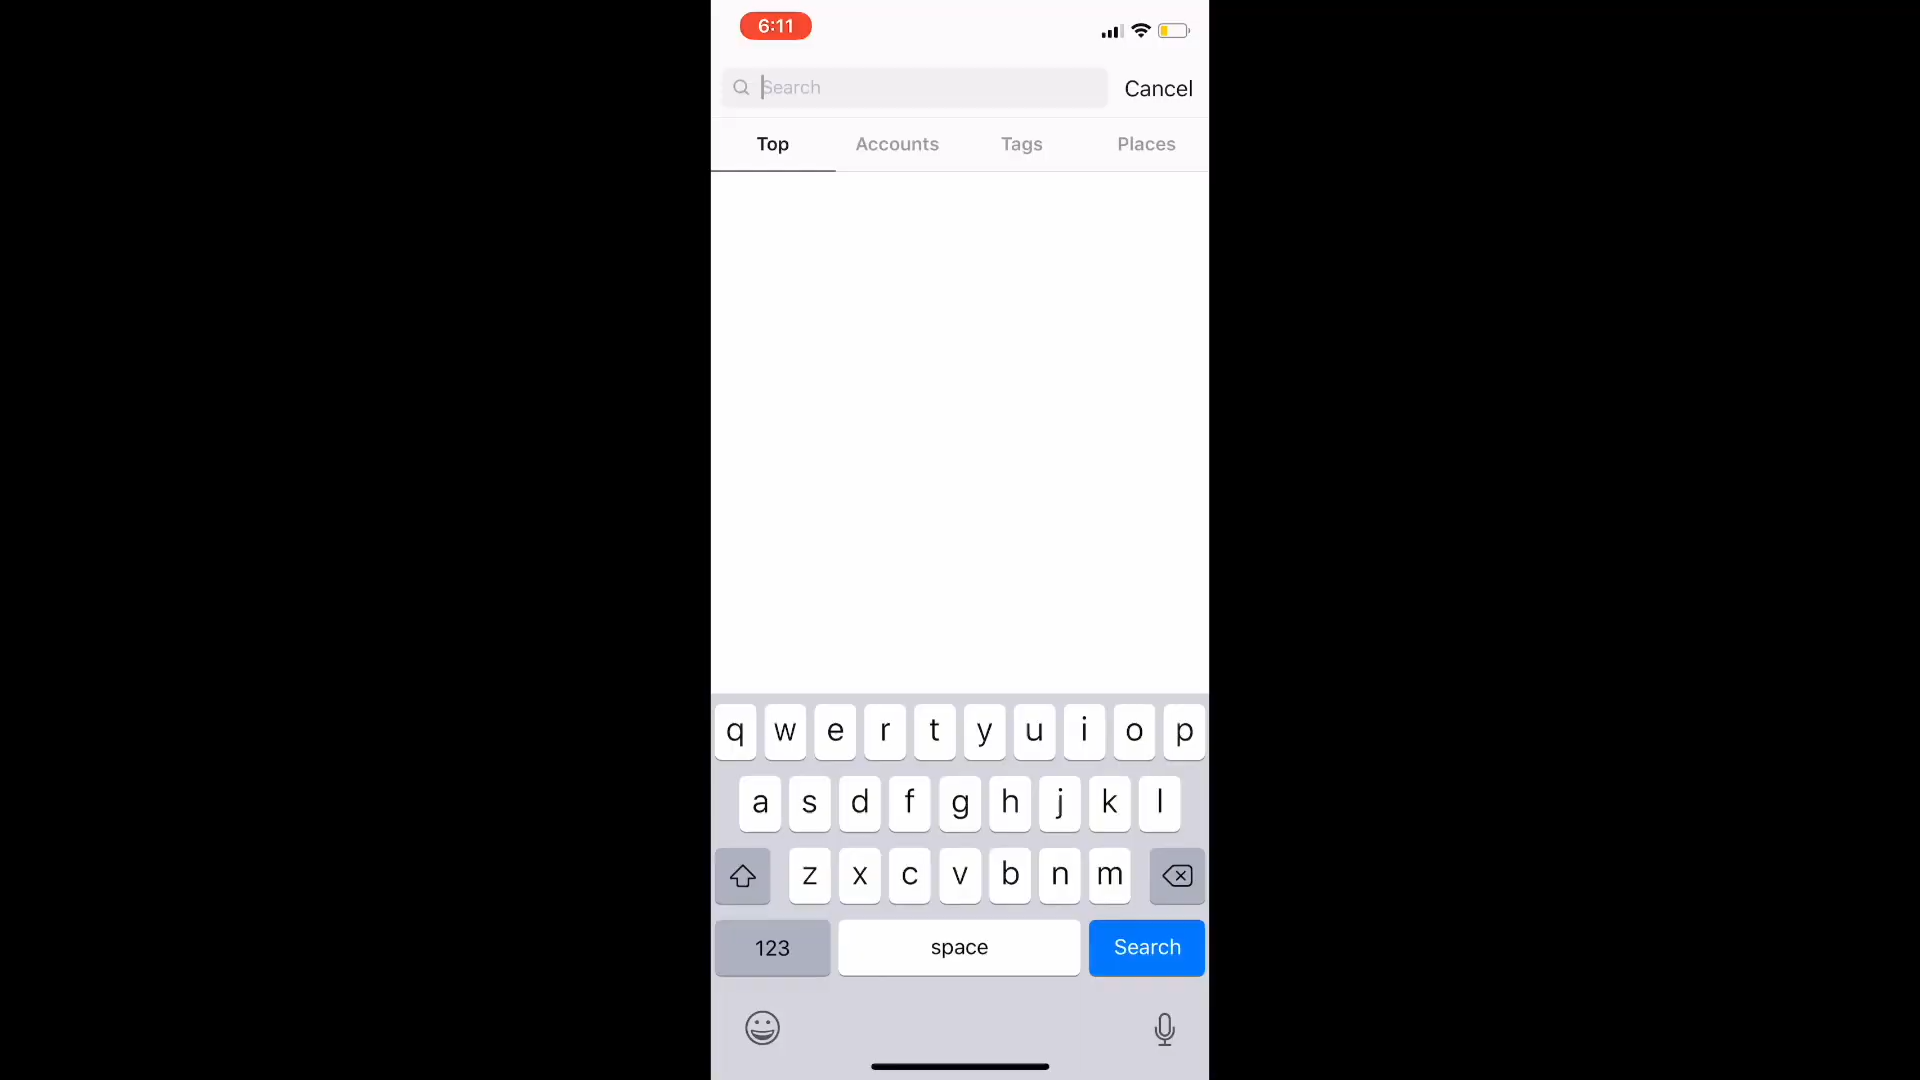 6:11
Search
Cancel
Top Accounts Tags Places
q w e r t y u i o p
a s d f g h j k l
z x c v b n m
123 space Search